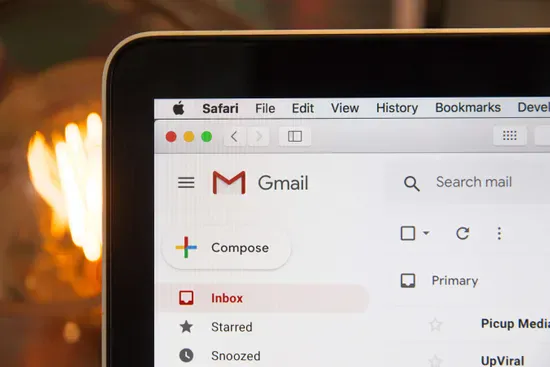 Safari File Edit View History Bookmarks Devel
Gmail
Search mail
Compose
Primary
Inbox
Picup Media
Starred
Snoozed
UpViral